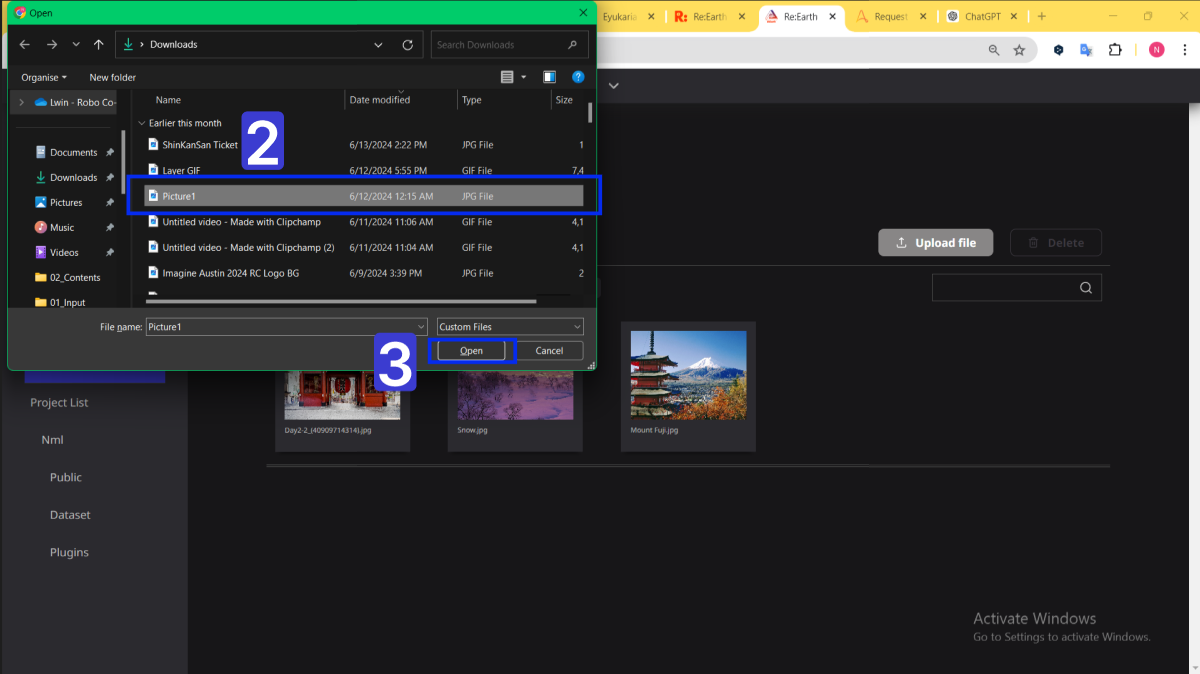 Open
Eyukaria
Re:Earth
Re:Earth
Request
ChatGPT
Downloads
Search Downloads
N
Organise
New folder
Lwin - Robo Co-
Name
Date modified
Type
Size
Earlier this month
2
ShinKanSan Ticket
6/13/2024 2:22 PM
JPG File
1
Documents
Layer GIF
6/12/2024 5:55 PM
GIF File
7,4
Downloads
Picture1
6/12/2024 12:15 AM
JPG File
Pictures
Untitled video - Made with Clipchamp
6/11/2024 11:06 AM
GIF File
4,1
Music
Untitled video - Made with Clipchamp (2)
6/11/2024 11:04 AM
GIF File
4,1
Videos
Imagine Austin 2024 RC Logo BG
6/9/2024 3:39 PM
JPG File
2
02_Contents
01_Input
File name:
Picture1
Custom Files
3
Open
Cancel
Upload file
Delete
Day2-2_(40909714314).jpg
Snow.jpg
Mount Fuji.jpg
Project List
Nml
Public
Dataset
Plugins
Activate Windows
Go to Settings to activate Windows.